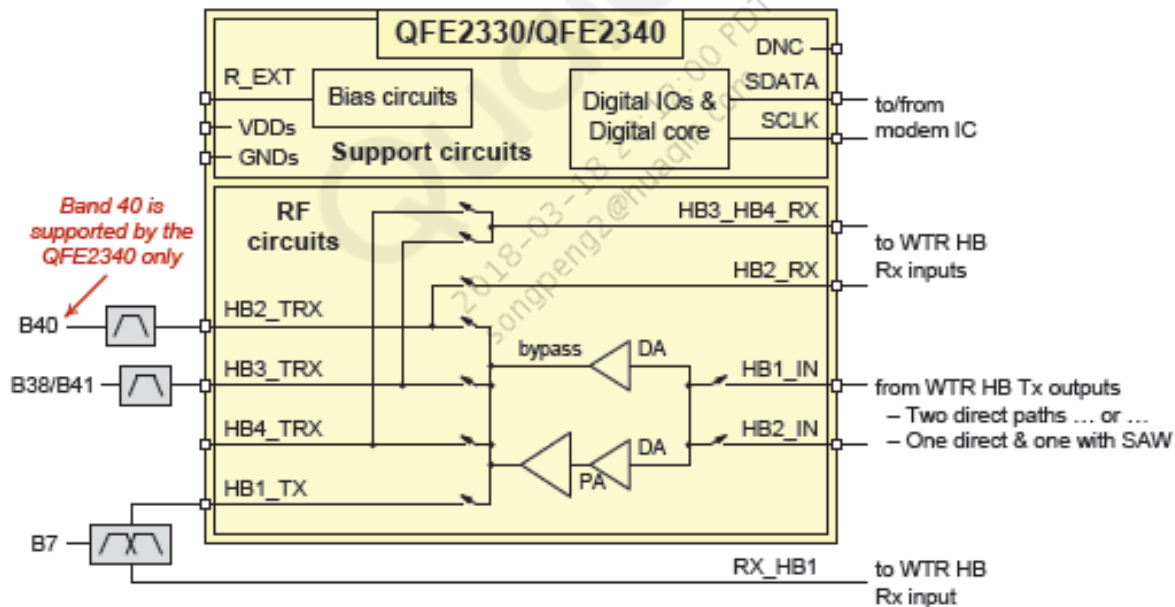 QFE2330/QFE2340
DNC
R_EXT
Bias circuits
Digital IOs &
Digital core
SDATA
SCLK
to/from
modem IC
VDDs
GNDs
Support circuits
Band 40 is
supported by the
QFE2340 only
RF
circuits
HB3_HB4_RX
to WTR HB
Rx inputs
HB2_RX
B40
HB2_TRX
bypass
DA
B38/B41
HB3_TRX
HB1_IN
from WTR HB Tx outputs
– Two direct paths … or …
– One direct & one with SAW
HB4_TRX
DA
HB2_IN
PA
HB1_TX
B7
RX_HB1
to WTR HB
Rx input